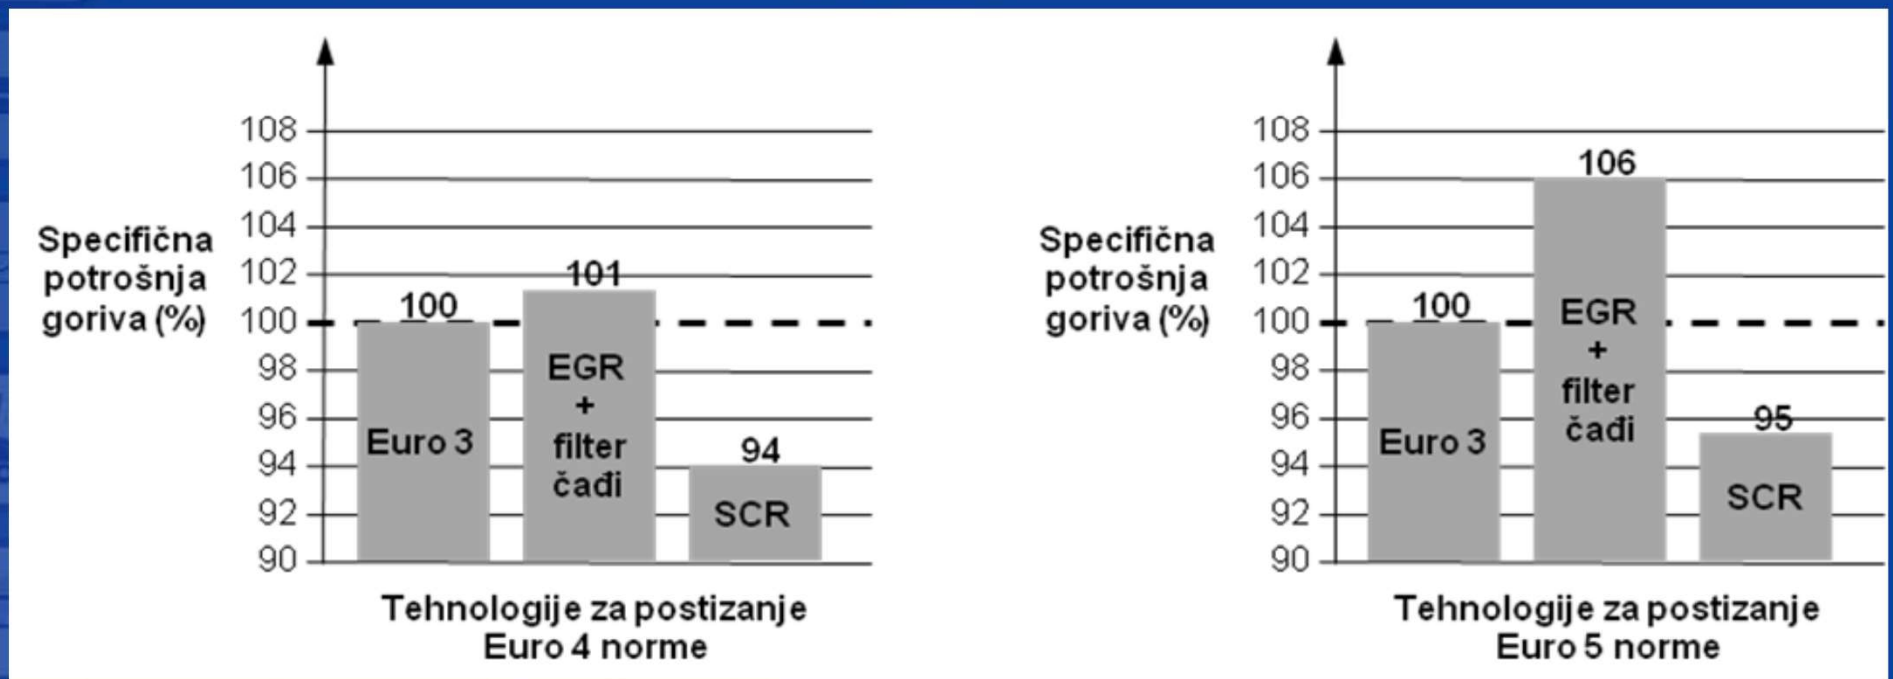 108
106
104
102
100
98
96
94
92
90
Specifična
potrošnja
goriva (%)
100
101
94
Euro 3
EGR
+
filter
čađi
SCR
Tehnologije za postizanje
Euro 4 norme
108
106
104
102
100
98
96
94
92
90
Specifična
potrošnja
goriva (%)
100
106
95
Euro 3
EGR
+
filter
čađi
SCR
Tehnologije za postizanje
Euro 5 norme